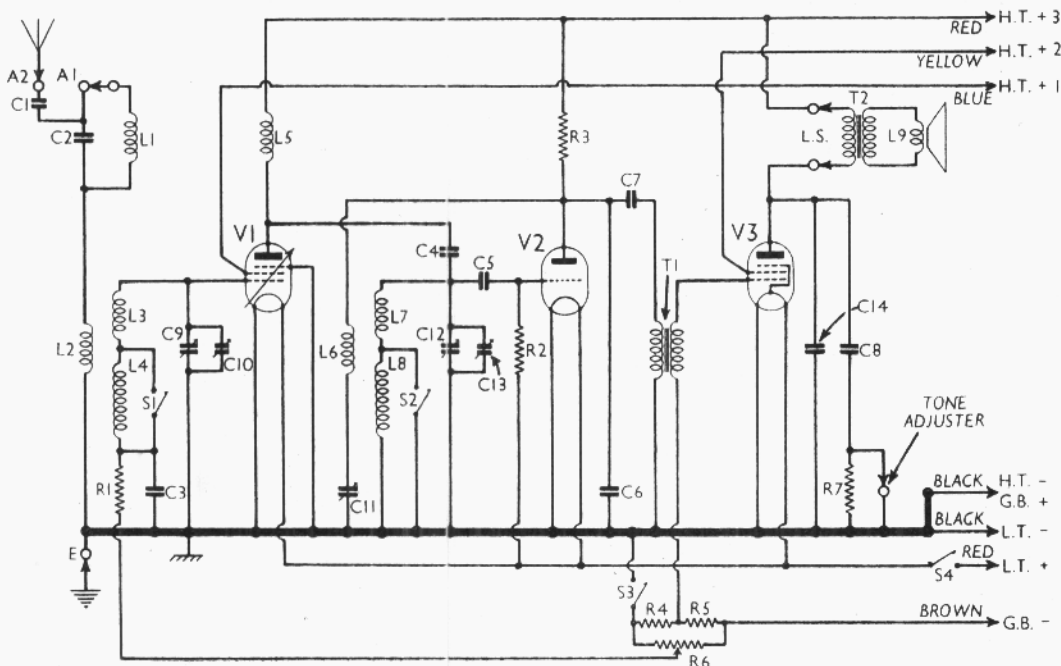 H.T. + 3
RED
H.T. + 2
YELLOW
H.T. + 1
BLUE
A2
A1
C1
C2
L1
L5
R3
T2
L.S.
L9
C7
V1
C4
V2
V3
C5
T1
L3
C9
L7
C14
L2
L4
C10
L6
C12
R2
C8
S1
L8
C13
S2
TONE
ADJUSTER
R1
C3
C11
C6
R7
BLACK
H.T. -
G.B. +
BLACK
L.T. -
E
RED
L.T. +
S4
S3
R4
R5
BROWN
G.B. -
R6